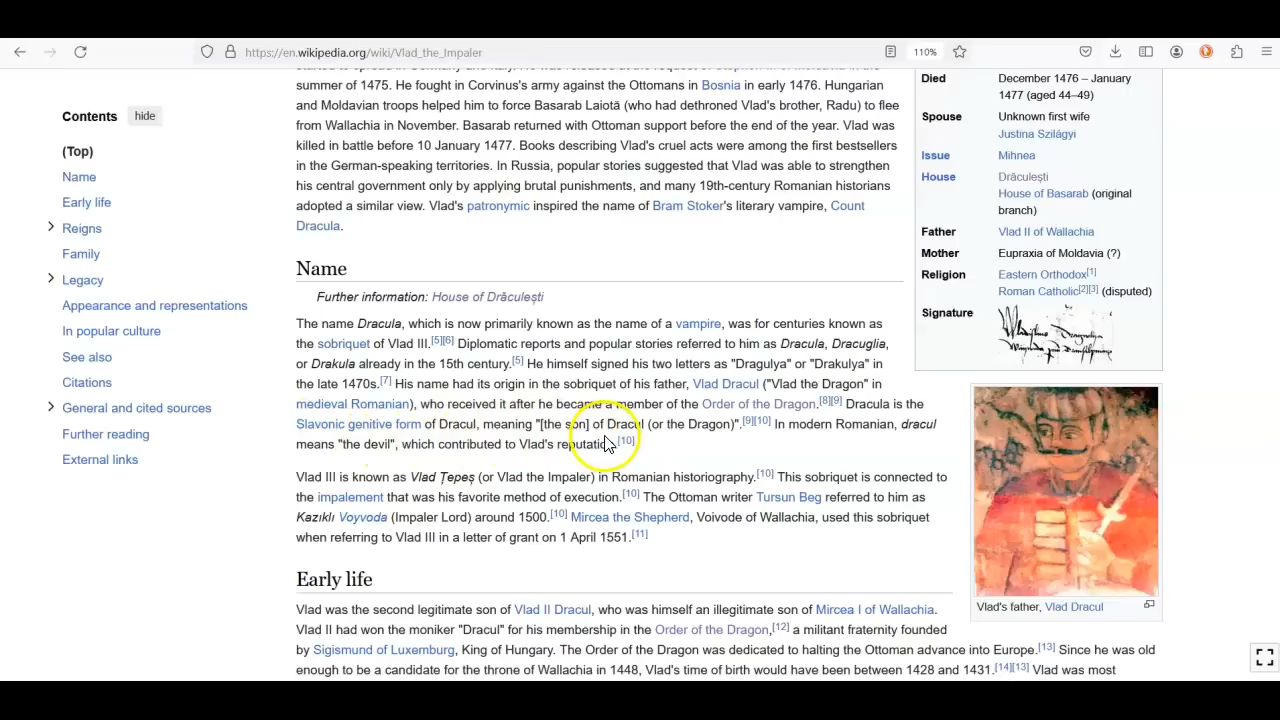 https://en.wikipedia.org/wiki/Vlad_the_Impaler
110%
Contents
hide
(Top)
Name
Early life
Reigns
Family
Legacy
Appearance and representations
In popular culture
See also
Citations
General and cited sources
Further reading
External links
summer of 1475. He fought in Corvinus's army against the Ottomans in Bosnia in early 1476. Hungarian
and Moldavian troops helped him to force Basarab Laiotă (who had dethroned Vlad's brother, Radu) to flee
from Wallachia in November. Basarab returned with Ottoman support before the end of the year. Vlad was
killed in battle before 10 January 1477. Books describing Vlad's cruel acts were among the first bestsellers
in the German-speaking territories. In Russia, popular stories suggested that Vlad was able to strengthen
his central government only by applying brutal punishments, and many 19th-century Romanian historians
adopted a similar view. Vlad's patronymic inspired the name of Bram Stoker's literary vampire, Count
Dracula.
Name
Further information: House of Drăculești
The name Dracula, which is now primarily known as the name of a vampire, was for centuries known as
the sobriquet of Vlad III.[5][6] Diplomatic reports and popular stories referred to him as Dracula, Dracuglia,
or Drakula already in the 15th century.[5] He himself signed his two letters as "Dragulya" or "Drakulya" in
the late 1470s.[7] His name had its origin in the sobriquet of his father, Vlad Dracul ("Vlad the Dragon" in
medieval Romanian), who received it after he became a member of the Order of the Dragon.[8][9] Dracula is the
Slavonic genitive form of Dracul, meaning "[the son] of Dracul (or the Dragon)".[9][10] In modern Romanian, dracul
means "the devil", which contributed to Vlad's reputation.[10]
Vlad III is known as Vlad Țepeș (or Vlad the Impaler) in Romanian historiography.[10] This sobriquet is connected to
the impalement that was his favorite method of execution.[10] The Ottoman writer Tursun Beg referred to him as
Kazıklı Voyvoda (Impaler Lord) around 1500.[10] Mircea the Shepherd, Voivode of Wallachia, used this sobriquet
when referring to Vlad III in a letter of grant on 1 April 1551.[11]
Early life
Vlad was the second legitimate son of Vlad II Dracul, who was himself an illegitimate son of Mircea I of Wallachia.
Vlad II had won the moniker "Dracul" for his membership in the Order of the Dragon,[12] a militant fraternity founded
by Sigismund of Luxemburg, King of Hungary. The Order of the Dragon was dedicated to halting the Ottoman advance into Europe.[13] Since he was old
enough to be a candidate for the throne of Wallachia in 1448, Vlad's time of birth would have been between 1428 and 1431.[14][13] Vlad was most
Died December 1476 – January
1477 (aged 44–49)
Spouse Unknown first wife
Justina Szilágyi
Issue Mihnea
House Drăculești
House of Basarab (original
branch)
Father Vlad II of Wallachia
Mother Eupraxia of Moldavia (?)
Religion Eastern Orthodox[1]
Roman Catholic[2][3] (disputed)
Signature
Vlad's father, Vlad Dracul